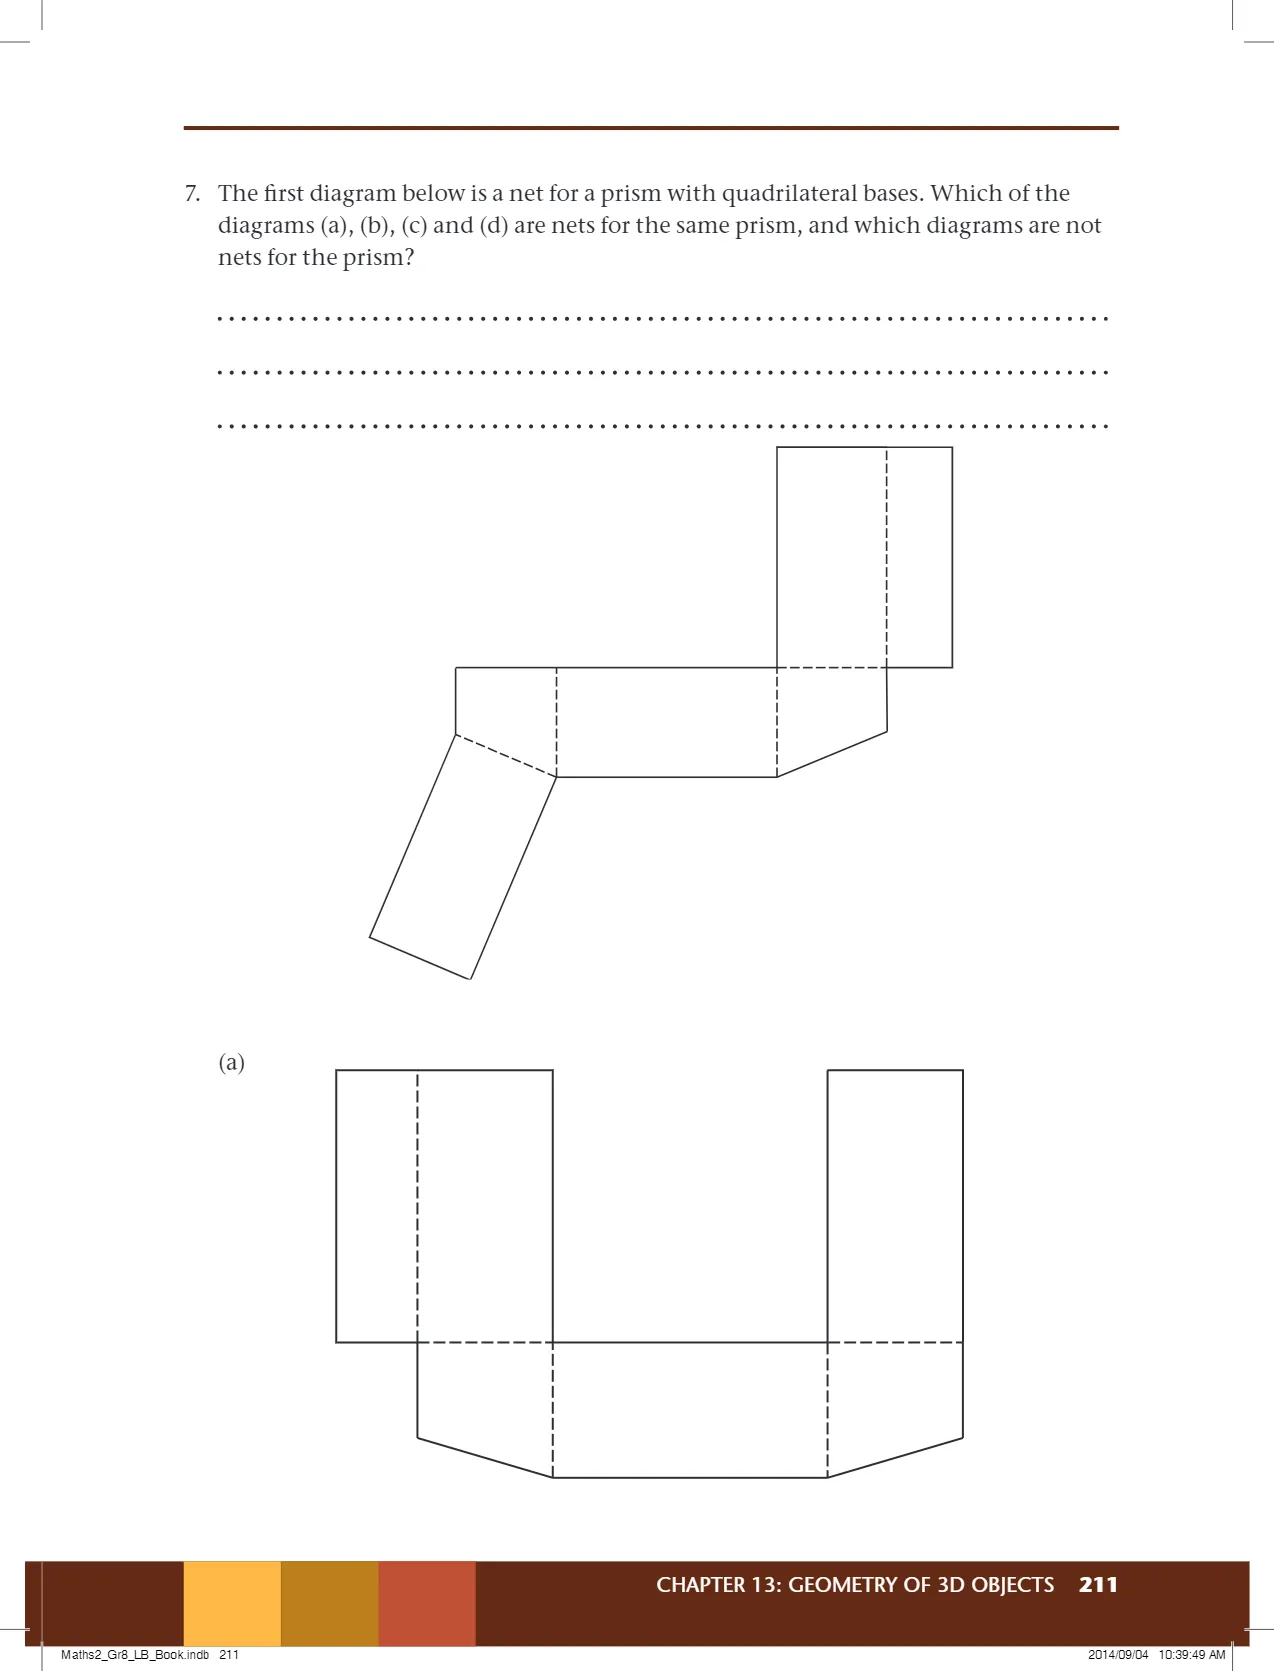 7. The first diagram below is a net for a prism with quadrilateral bases. Which of the
diagrams (a), (b), (c) and (d) are nets for the same prism, and which diagrams are not
nets for the prism?
(a)
CHAPTER 13: GEOMETRY OF 3D OBJECTS 211
Maths2_Gr8_LB_Book.indb 211
2014/09/04 10:39:49 AM